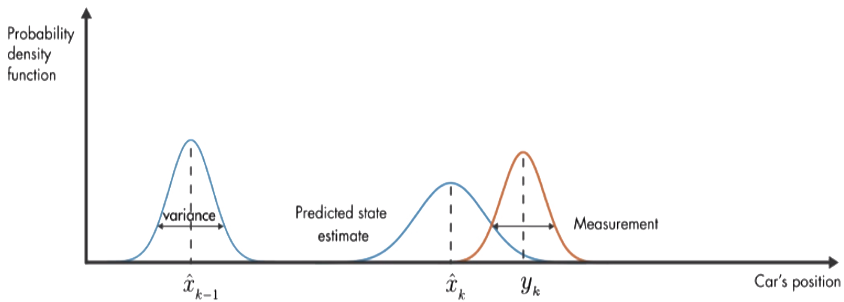 Probability
density
function
variance
Predicted state
estimate
Measurement
x̂ₖ₋₁
x̂ₖ
yₖ
Car's position